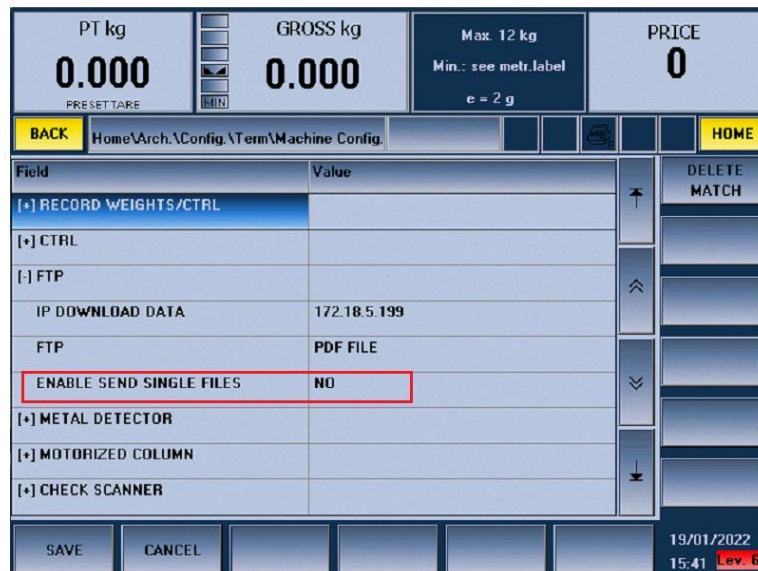 PT kg
0.000
PRESET TARE
MIN
GROSS kg
0.000
Max. 12 kg
Min.: see metr.label
e = 2 g
PRICE
0
BACK
Home\Arch.\Config.\Term\Machine Config.
HOME
Field Value
[+] RECORD WEIGHTS/CTRL
[+] CTRL
[-] FTP
IP DOWNLOAD DATA 172.18.5.199
FTP PDF FILE
ENABLE SEND SINGLE FILES NO
[+] METAL DETECTOR
[+] MOTORIZED COLUMN
[+] CHECK SCANNER
DELETE
MATCH
SAVE
CANCEL
19/01/2022
15:41 Lev. 6